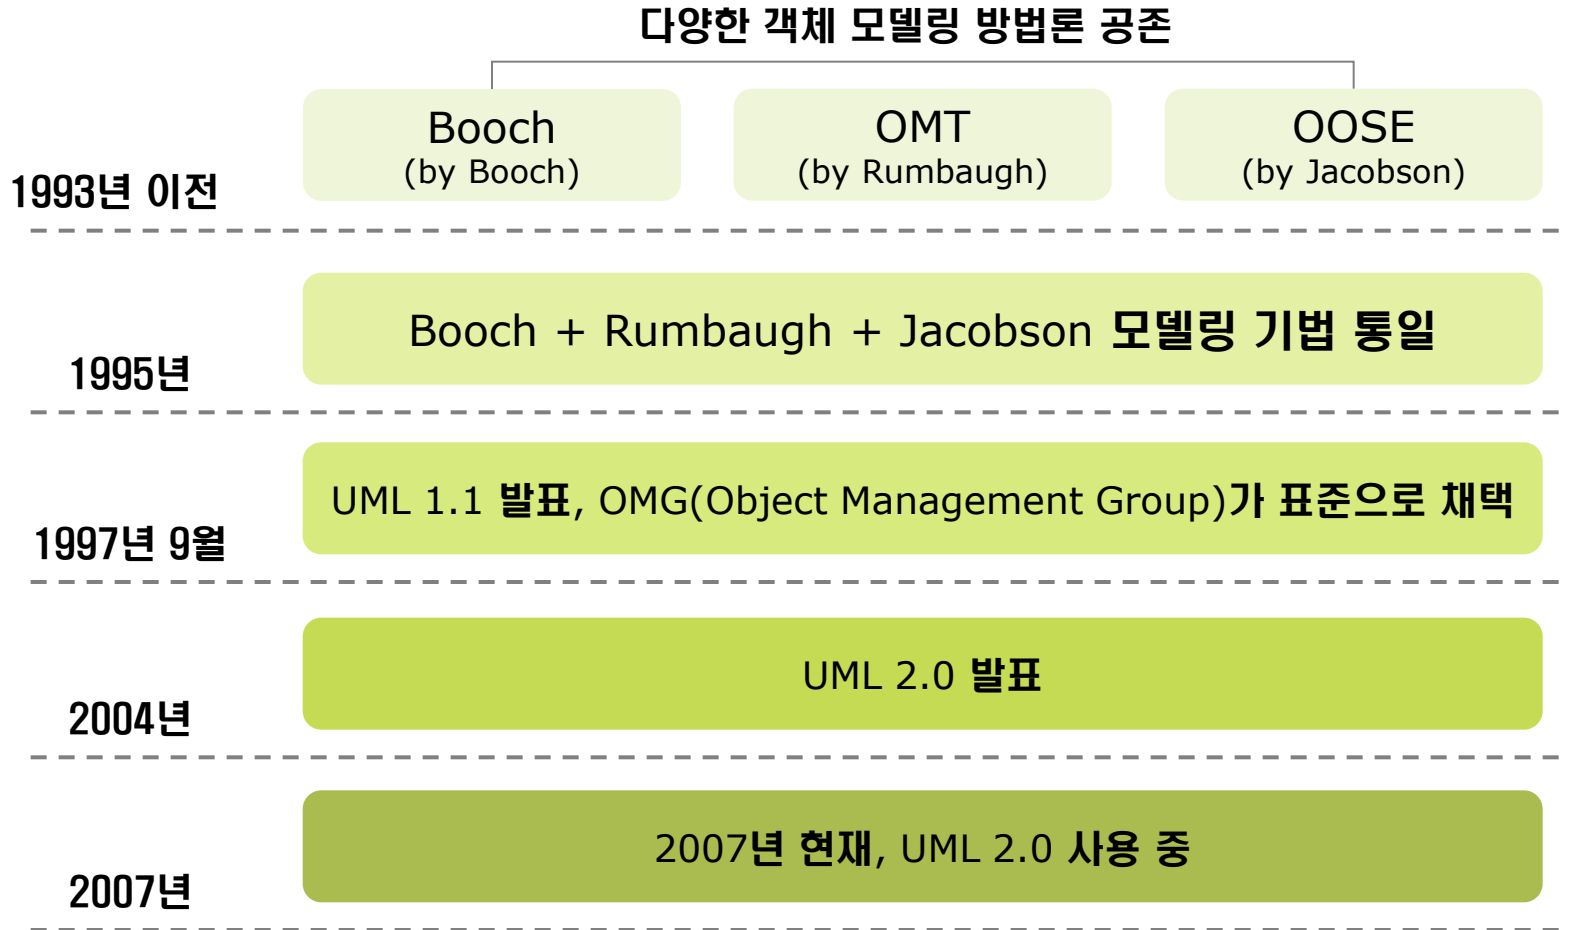 다양한 객체 모델링 방법론 공존
Booch
(by Booch)
OMT
(by Rumbaugh)
OOSE
(by Jacobson)
1993년 이전
Booch + Rumbaugh + Jacobson 모델링 기법 통일
1995년
UML 1.1 발표, OMG(Object Management Group)가 표준으로 채택
1997년 9월
UML 2.0 발표
2004년
2007년 현재, UML 2.0 사용 중
2007년